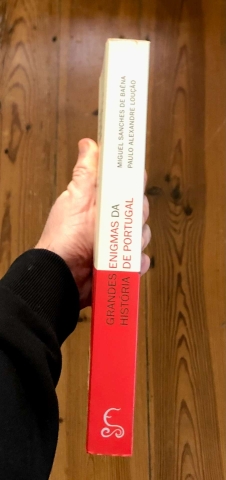 MIGUEL SANCHES DE BAÊNA
PAULO ALEXANDRE LOUÇÃO
GRANDES ENIGMAS DA
HISTÓRIA DE PORTUGAL